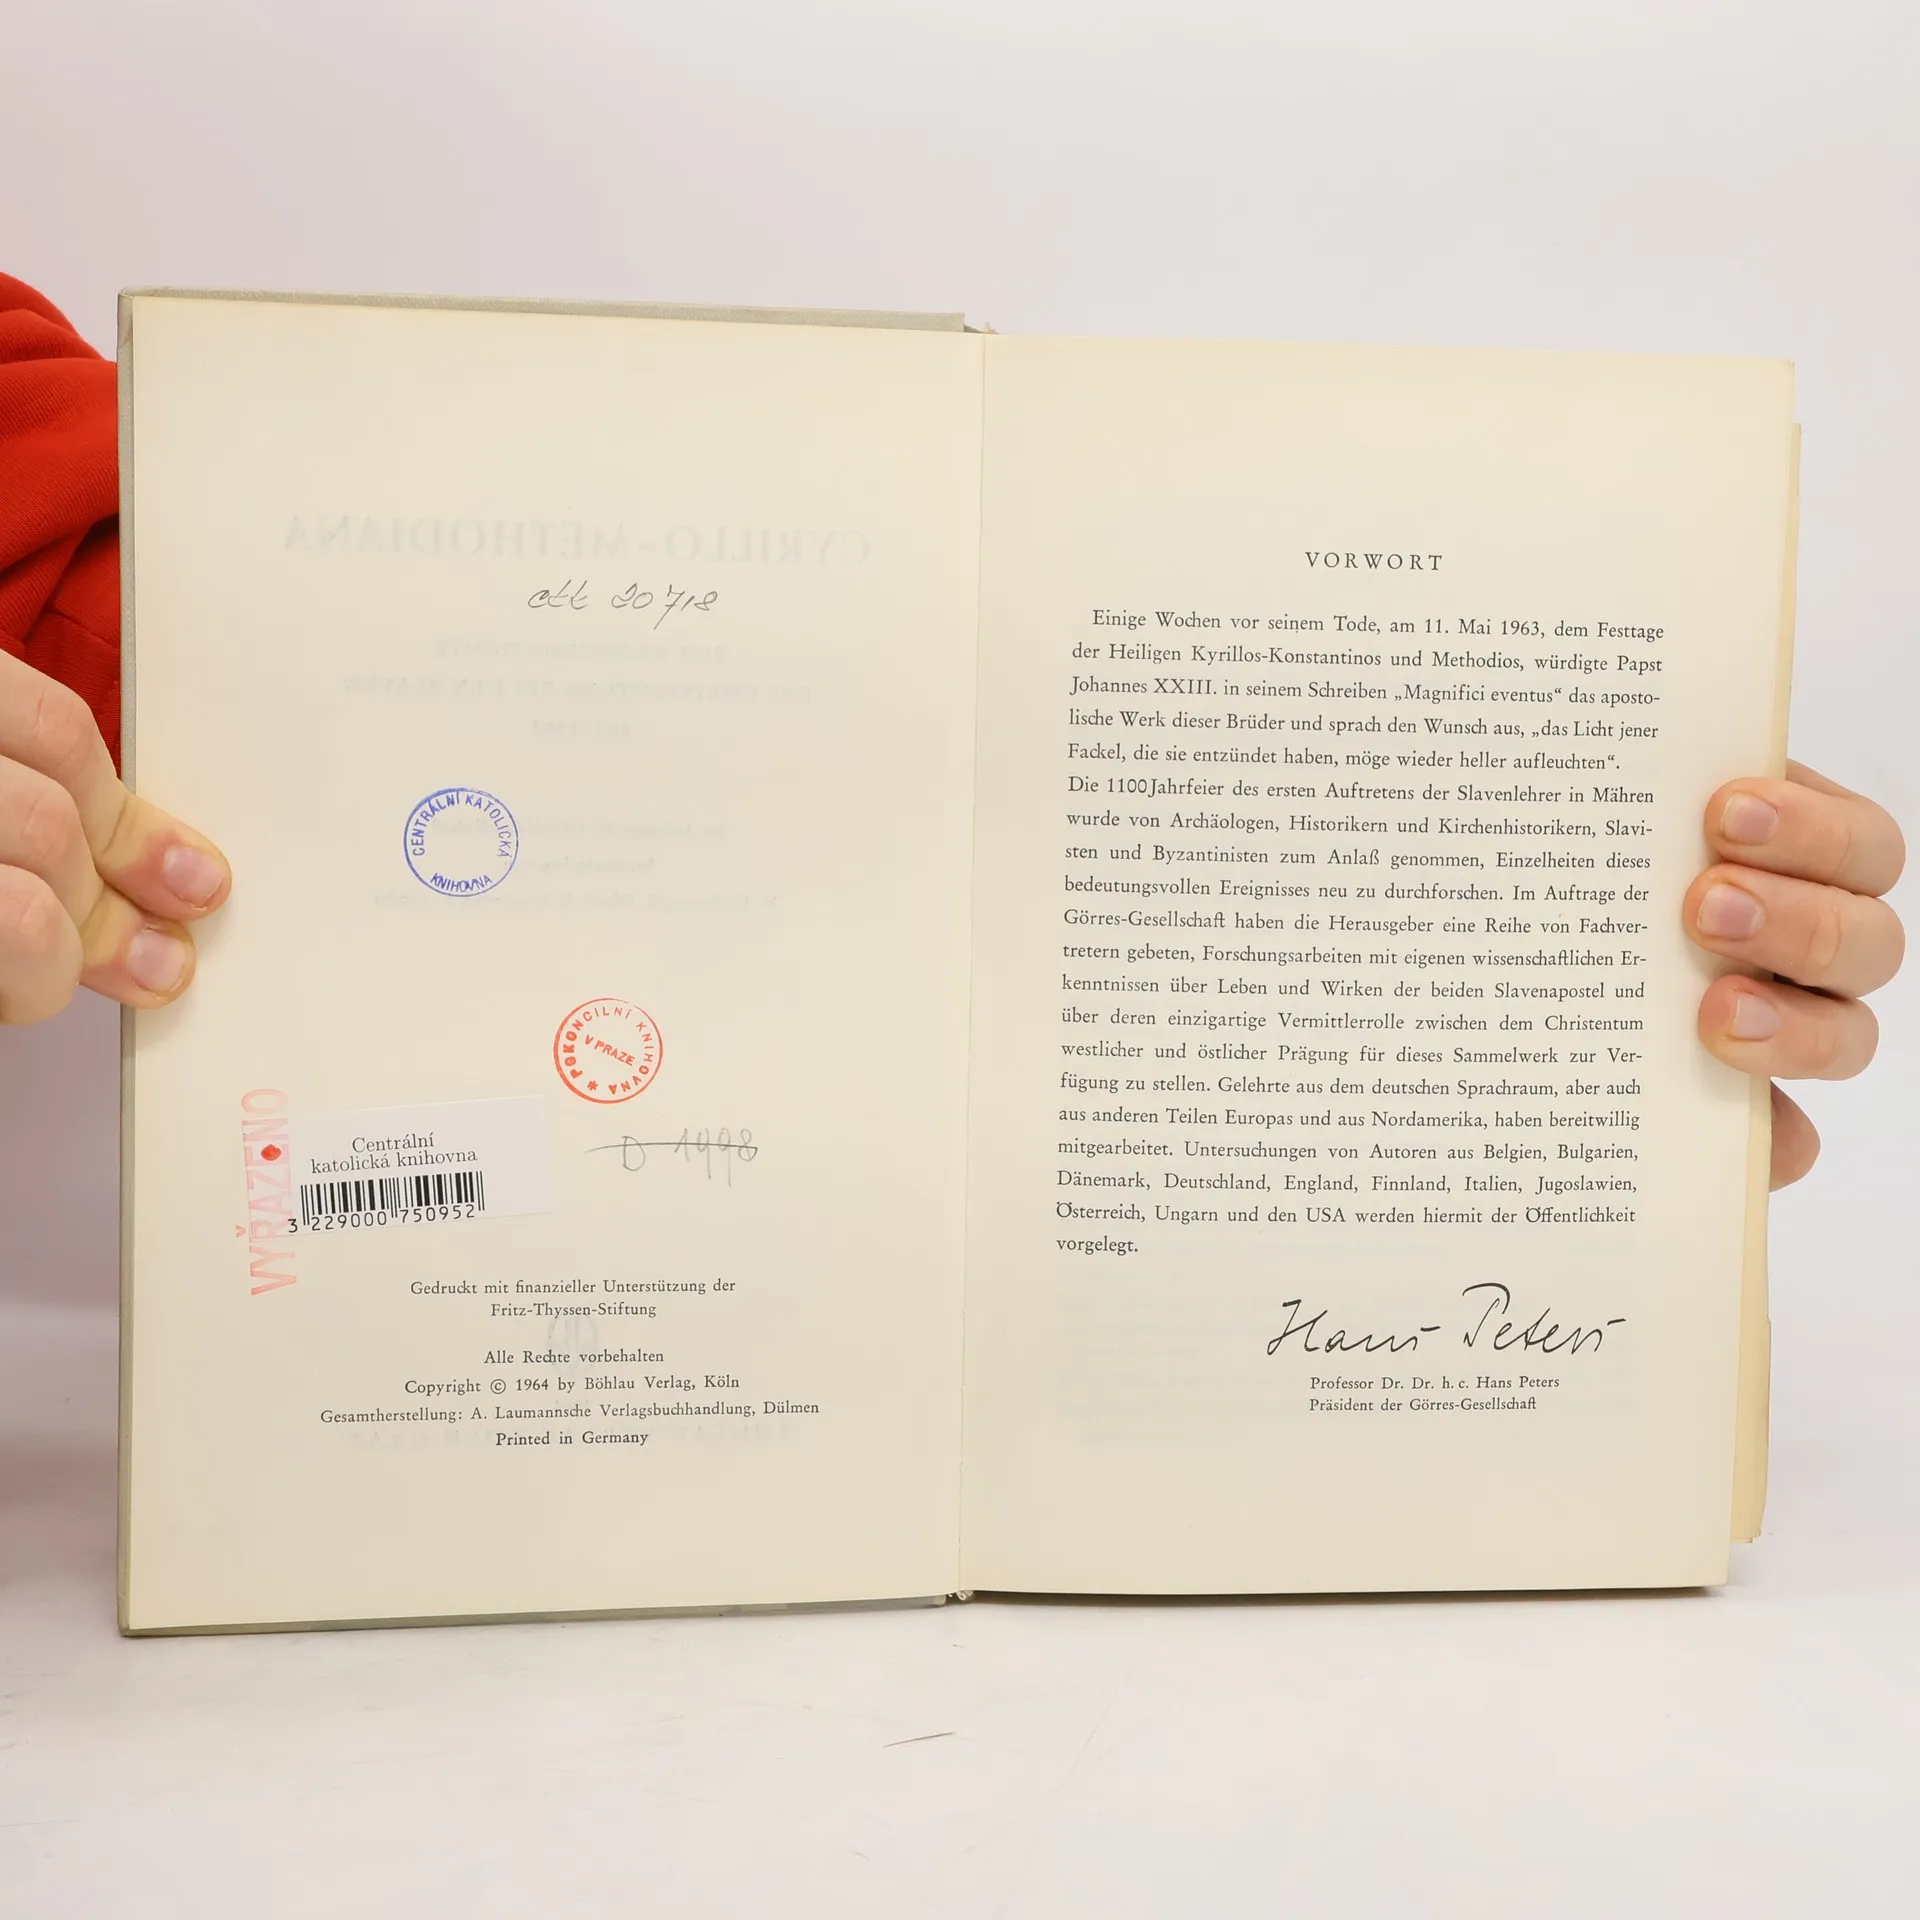 CYRILLO-METHODIANA
ctt 20718
CENTRÁLNÍ KATOLICKÁ
KNIHOVNA
POKONCILNÍ KNIHOVNA
V PRAZE
D 1998
VYŘAZENO
Centrální
katolická knihovna
3 229000 750952
Gedruckt mit finanzieller Unterstützung der
Fritz-Thyssen-Stiftung
Alle Rechte vorbehalten
Copyright © 1964 by Böhlau Verlag, Köln
Gesamtherstellung: A. Laumannsche Verlagsbuchhandlung, Dülmen
Printed in Germany
VORWORT
Einige Wochen vor seinem Tode, am 11. Mai 1963, dem Festtage
der Heiligen Kyrillos-Konstantinos und Methodios, würdigte Papst
Johannes XXIII. in seinem Schreiben „Magnifici eventus“ das aposto-
lische Werk dieser Brüder und sprach den Wunsch aus, „das Licht jener
Fackel, die sie entzündet haben, möge wieder heller aufleuchten“.
Die 1100Jahrfeier des ersten Auftretens der Slavenlehrer in Mähren
wurde von Archäologen, Historikern und Kirchenhistorikern, Slavi-
sten und Byzantinisten zum Anlaß genommen, Einzelheiten dieses
bedeutungsvollen Ereignisses neu zu durchforschen. Im Auftrage der
Görres-Gesellschaft haben die Herausgeber eine Reihe von Fachver-
tretern gebeten, Forschungsarbeiten mit eigenen wissenschaftlichen Er-
kenntnissen über Leben und Wirken der beiden Slavenapostel und
über deren einzigartige Vermittlerrolle zwischen dem Christentum
westlicher und östlicher Prägung für dieses Sammelwerk zur Ver-
fügung zu stellen. Gelehrte aus dem deutschen Sprachraum, aber auch
aus anderen Teilen Europas und aus Nordamerika, haben bereitwillig
mitgearbeitet. Untersuchungen von Autoren aus Belgien, Bulgarien,
Dänemark, Deutschland, England, Finnland, Italien, Jugoslawien,
Österreich, Ungarn und den USA werden hiermit der Öffentlichkeit
vorgelegt.
Hans Peters
Professor Dr. Dr. h. c. Hans Peters
Präsident der Görres-Gesellschaft